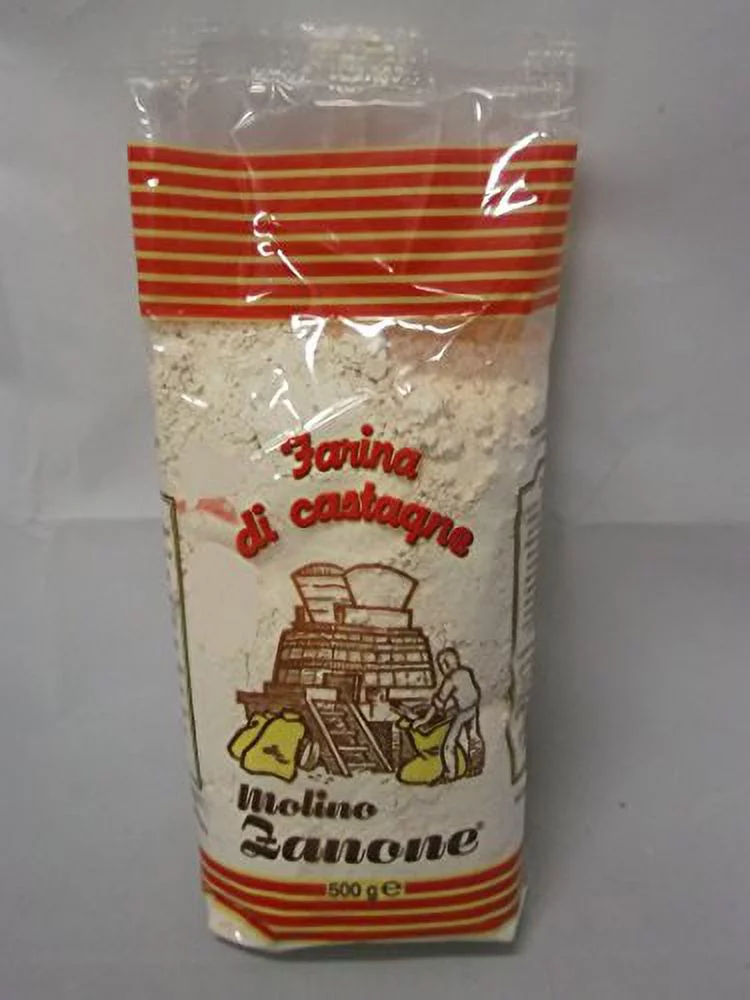 Farina
di castagne
Molino
Zanone®
500 g ℮